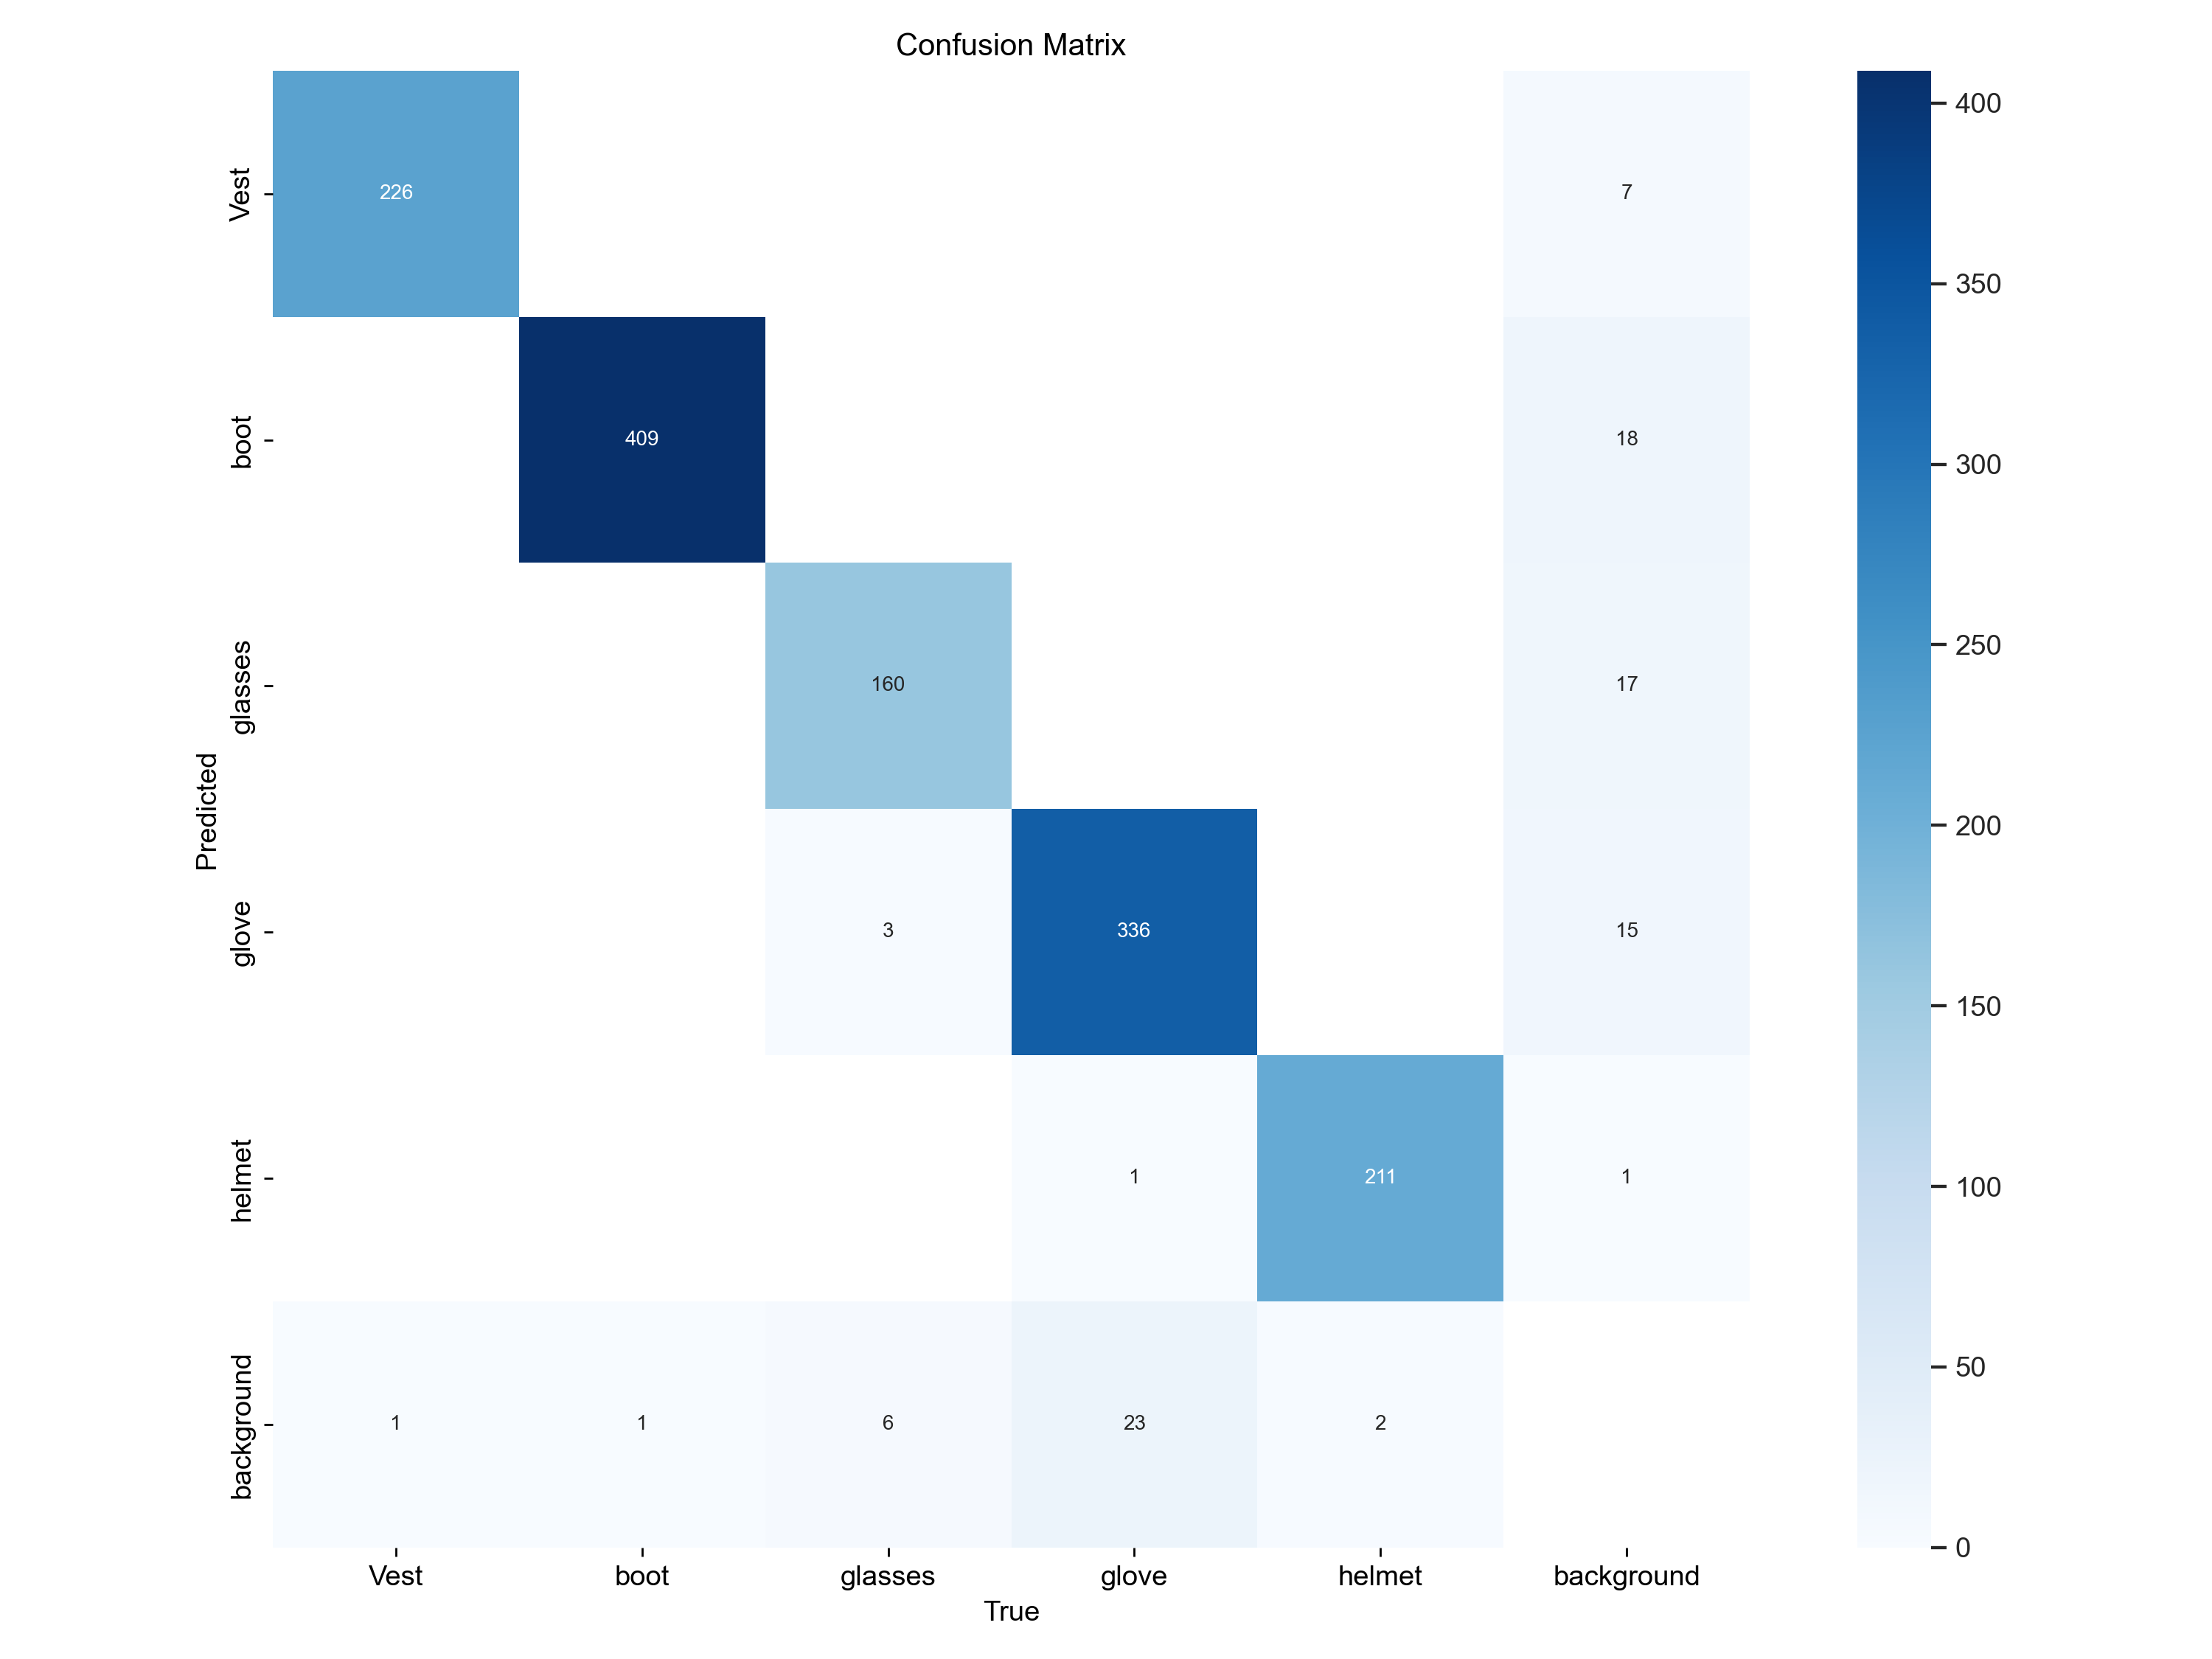 Confusion Matrix
Predicted
Vest
226
7
boot
409
18
glasses
160
17
glove
3
336
15
helmet
1
211
1
background
1
1
6
23
2
Vest
boot
glasses
glove
helmet
background
True
400
350
300
250
200
150
100
50
0